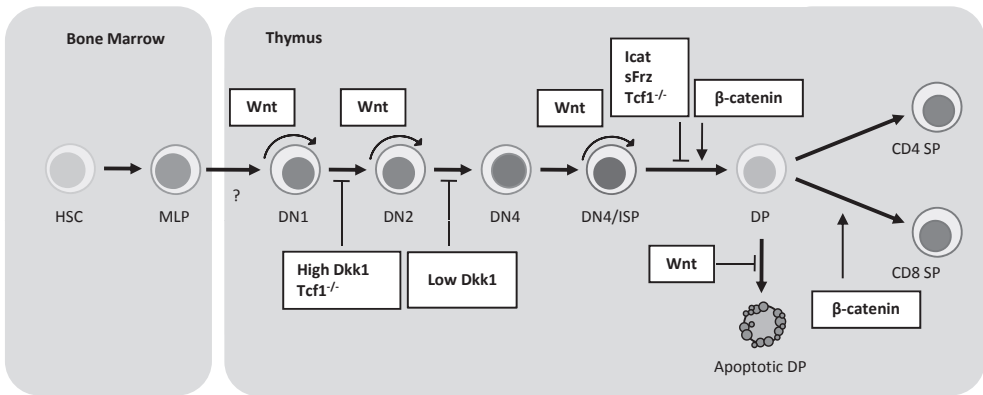 Bone Marrow
Thymus
Icat
sFrz
Tcf1-/-
β-catenin
Wnt
Wnt
Wnt
CD4 SP
?
HSC
MLP
DN1
DN2
DN4
DN4/ISP
DP
High Dkk1
Tcf1-/-
Low Dkk1
Wnt
CD8 SP
β-catenin
Apoptotic DP